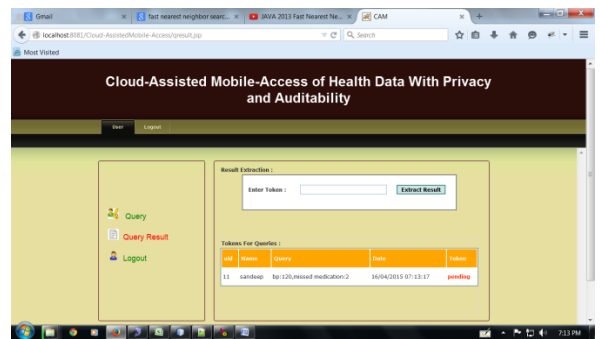 Gmail
fast nearest neighbor searc...
JAVA 2013 Fast Nearest Ne...
CAM
localhost:8081/Cloud-AssistedMobile-Access/qresult.jsp
Search
Most Visited
Cloud-Assisted Mobile-Access of Health Data With Privacy
and Auditability
User Logout
Result Extraction :
Enter Token : Extract Result
Query
Query Result
Logout
Tokens For Queries :
uid Name Query Date Token
11 sandeep bp:120,missed medication:2 16/04/2015 07:13:17 pending
7:13 PM